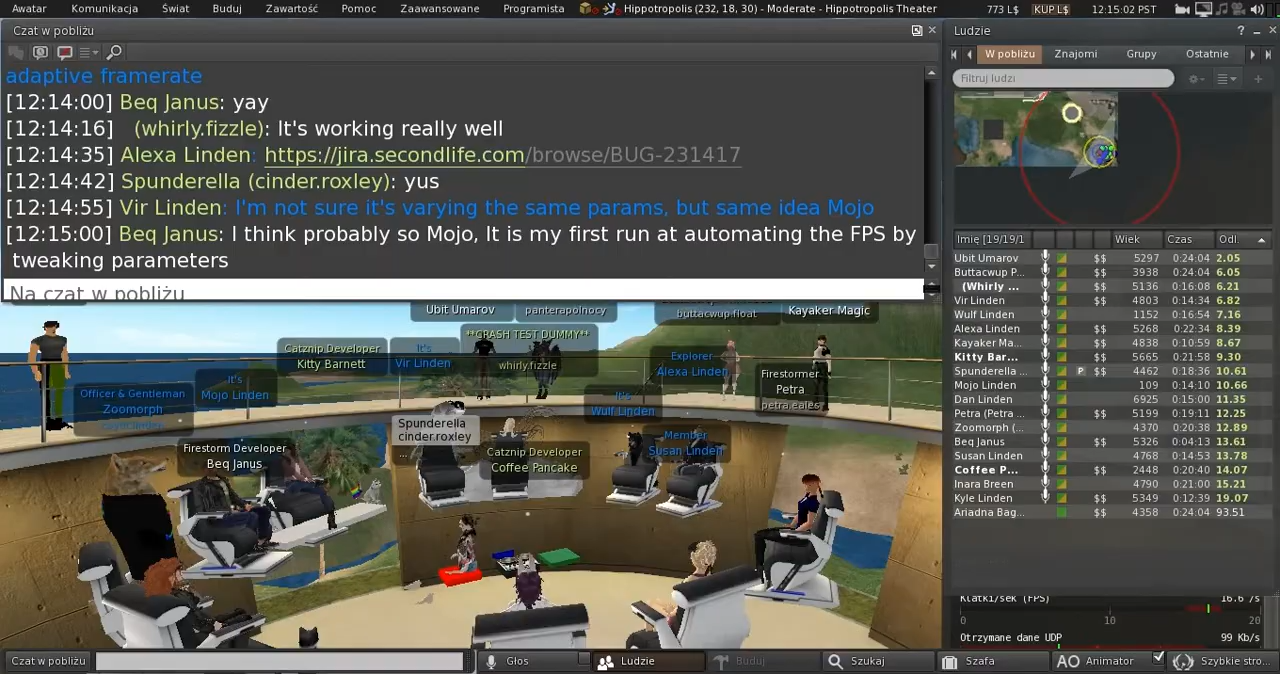 Awatar Komunikacja Świat Buduj Zawartość Pomoc Zaawansowane Programista Hippotropolis (232, 18, 30) - Moderate - Hippotropolis Theater 773 L$ KUP L$ 12:15:02 PST
Czat w pobliżu
adaptive framerate
[12:14:00] Beq Janus: yay
[12:14:16] (whirly.fizzle): It's working really well
[12:14:35] Alexa Linden: https://jira.secondlife.com/browse/BUG-231417
[12:14:42] Spunderella (cinder.roxley): yus
[12:14:55] Vir Linden: I'm not sure it's varying the same params, but same idea Mojo
[12:15:00] Beq Janus: I think probably so Mojo, It is my first run at automating the FPS by
tweaking parameters
Na czat w pobliżu
Ubit Umarov
panterapolnocy
buttacwup.float
Kayaker Magic
**CRASH TEST DUMMY**
whirly.fizzle
Catznip Developer
Kitty Barnett
It's
Vir Linden
Explorer
Alexa Linden
Firestormer
Petra
petra.eales
Officer & Gentleman
Zoomorph
It's
Mojo Linden
It's
Wulf Linden
Spunderella
cinder.roxley
...
Member
Susan Linden
Firestorm Developer
Beq Janus
Catznip Developer
Coffee Pancake
Ludzie
W pobliżu Znajomi Grupy Ostatnie
Filtruj ludzi
Imię [19/19/1 Wiek Czas Odl.
Ubit Umarov $$ 5297 0:24:04 2.05
Buttacwup P... $$ 3938 0:24:04 6.05
(Whirly ... $$ 5136 0:16:08 6.21
Vir Linden $$ 4803 0:14:34 6.82
Wulf Linden 1152 0:16:54 7.16
Alexa Linden $$ 5268 0:22:34 8.39
Kayaker Ma... $$ 4838 0:10:59 8.67
Kitty Bar... $$ 5665 0:21:58 9.30
Spunderella ... P $$ 4462 0:18:36 10.61
Mojo Linden 109 0:14:10 10.66
Dan Linden 6925 0:15:00 11.35
Petra (Petra ... $$ 5199 0:19:11 12.25
Zoomorph (... $$ 4370 0:20:38 12.89
Beq Janus $$ 5326 0:04:13 13.61
Susan Linden 4768 0:14:53 13.78
Coffee P... $$ 2448 0:20:40 14.07
Inara Breen 4790 0:21:00 15.21
Kyle Linden $$ 5349 0:12:39 19.07
Ariadna Bag... $$ 4358 0:24:04 93.51
Klatki/sek (FPS) 16.6 /s
0 10 20
Otrzymane dane UDP 99 Kb/s
Czat w pobliżu Głos Ludzie Buduj Szukaj Szafa AO Animator Szybkie stro...